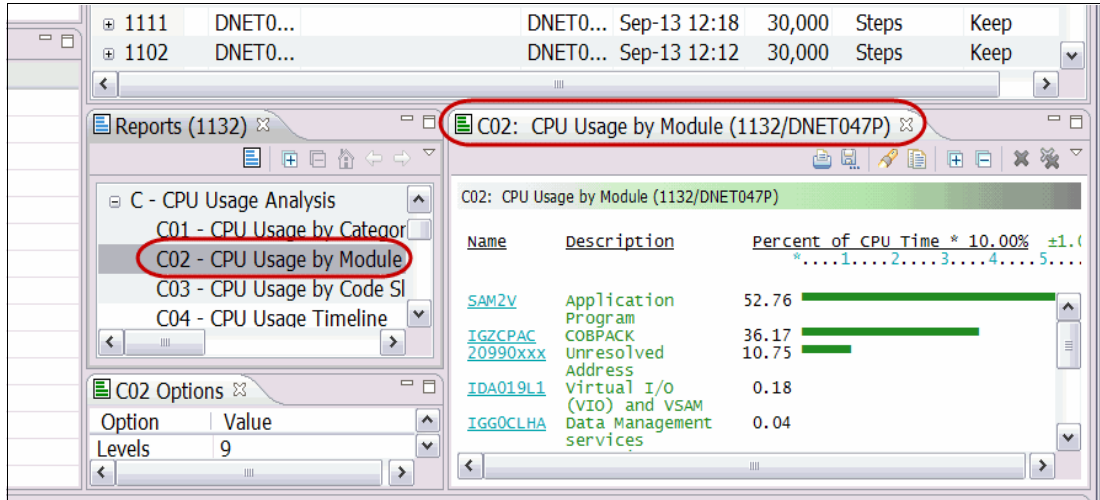 1111 DNET0... DNET0... Sep-13 12:18 30,000 Steps Keep
1102 DNET0... DNET0... Sep-13 12:12 30,000 Steps Keep
Reports (1132)
C - CPU Usage Analysis
C01 - CPU Usage by Categor
C02 - CPU Usage by Module
C03 - CPU Usage by Code Sl
C04 - CPU Usage Timeline
C02 Options
Option Value
Levels 9
C02: CPU Usage by Module (1132/DNET047P)
C02: CPU Usage by Module (1132/DNET047P)
Name Description Percent of CPU Time * 10.00% ±1.0
*....1....2....3....4....5....
SAM2V Application 52.76
Program
IGZCPAC COBPACK 36.17
20990xxx Unresolved 10.75
Address
IDA019L1 Virtual I/O 0.18
(VIO) and VSAM
IGG0CLHA Data Management 0.04
services